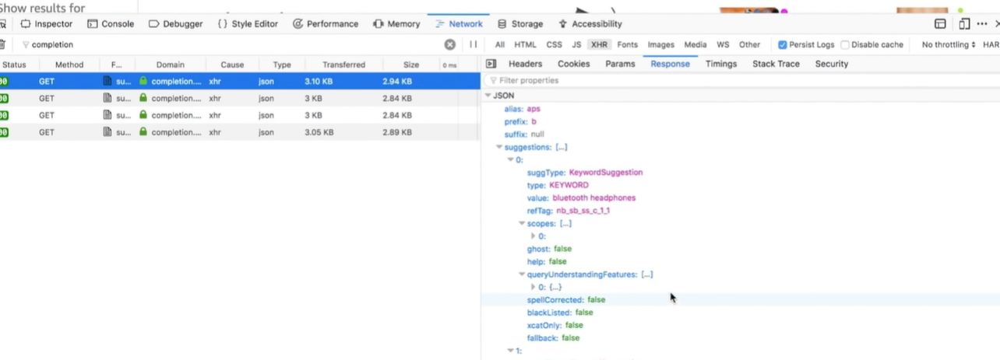 Show results for
Inspector Console Debugger { } Style Editor Performance Memory Network Storage Accessibility
completion All HTML CSS JS XHR Fonts Images Media WS Other Persist Logs Disable cache No throttling HAR
Status Method F... Domain Cause Type Transferred Size 0 ms Headers Cookies Params Response Timings Stack Trace Security
00 GET su... completion.... xhr json 3.10 KB 2.94 KB
00 GET su... completion.... xhr json 3 KB 2.84 KB
00 GET su... completion.... xhr json 3 KB 2.84 KB
00 GET su... completion.... xhr json 3.05 KB 2.89 KB
Filter properties
JSON
alias: aps
prefix: b
suffix: null
suggestions: [...]
0:
suggType: KeywordSuggestion
type: KEYWORD
value: bluetooth headphones
refTag: nb_sb_ss_c_1_1
scopes: [...]
0:
ghost: false
help: false
queryUnderstandingFeatures: [...]
0: {...}
spellCorrected: false
blackListed: false
xcatOnly: false
fallback: false
1: